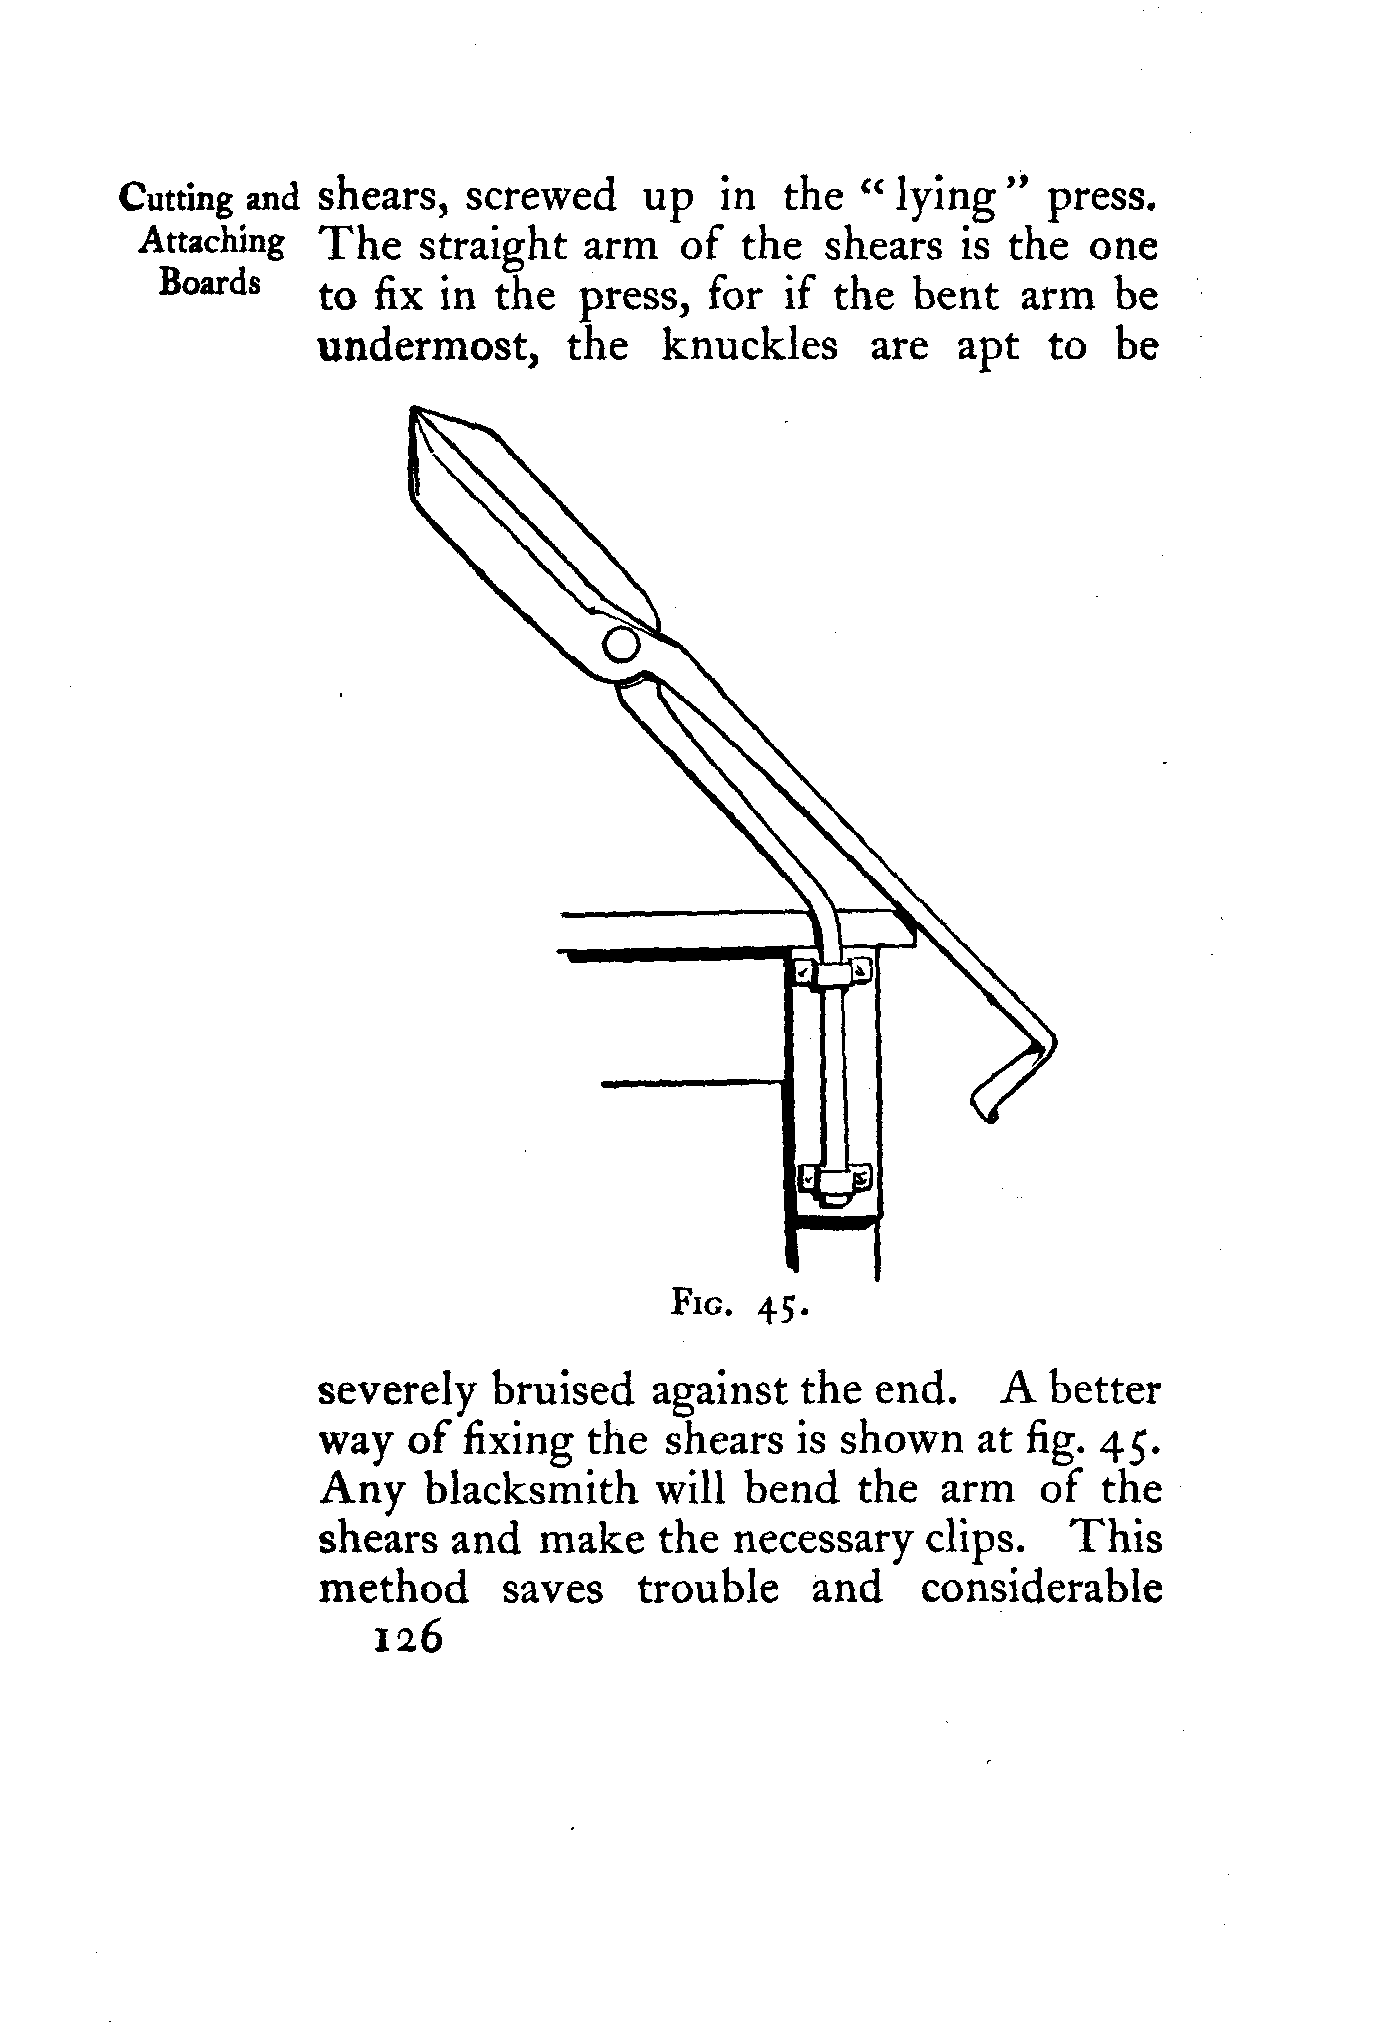 Cutting and
Attaching
Boards
shears, screwed up in the “lying” press.
The straight arm of the shears is the one
to fix in the press, for if the bent arm be
undermost, the knuckles are apt to be
Fig. 45.
severely bruised against the end. A better
way of fixing the shears is shown at fig. 45.
Any blacksmith will bend the arm of the
shears and make the necessary clips. This
method saves trouble and considerable
126